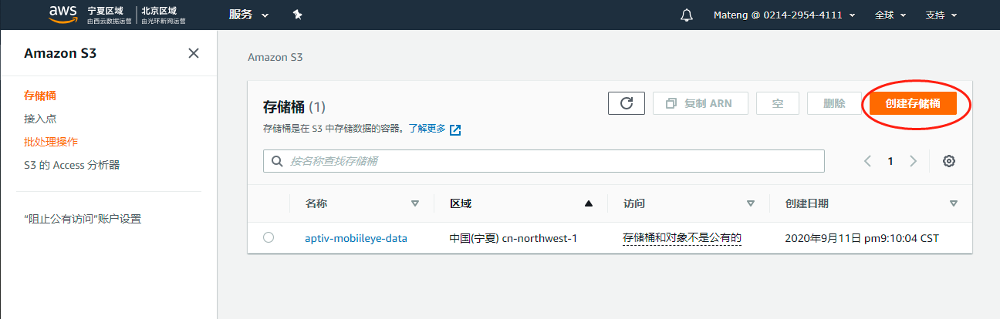 aws 宁夏区域 北京区域 服务 Mateng @ 0214-2954-4111 全球 支持
由西云数据运营 由光环新网运营
Amazon S3
存储桶
接入点
批处理操作
S3 的 Access 分析器
“阻止公有访问”账户设置
Amazon S3
存储桶 (1) 复制 ARN 空 删除 创建存储桶
存储桶是在 S3 中存储数据的容器。了解更多
按名称查找存储桶 1
名称 区域 访问 创建日期
aptiv-mobiileye-data 中国(宁夏) cn-northwest-1 存储桶和对象不是公有的 2020年9月11日 pm9:10:04 CST